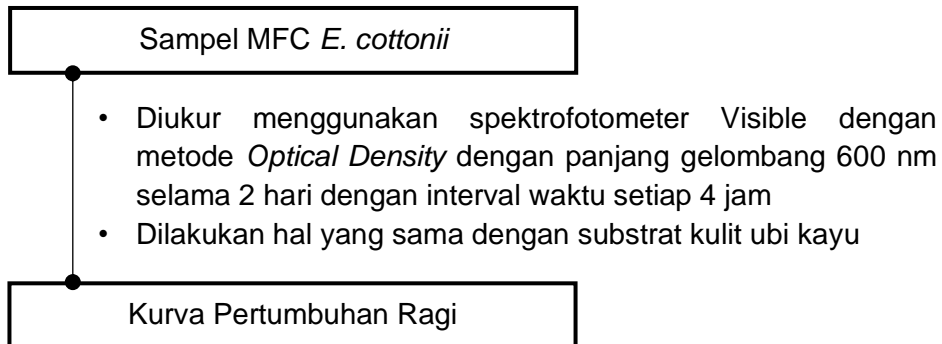 Sampel MFC E. cottonii
• Diukur menggunakan spektrofotometer Visible dengan
metode Optical Density dengan panjang gelombang 600 nm
selama 2 hari dengan interval waktu setiap 4 jam
• Dilakukan hal yang sama dengan substrat kulit ubi kayu
Kurva Pertumbuhan Ragi